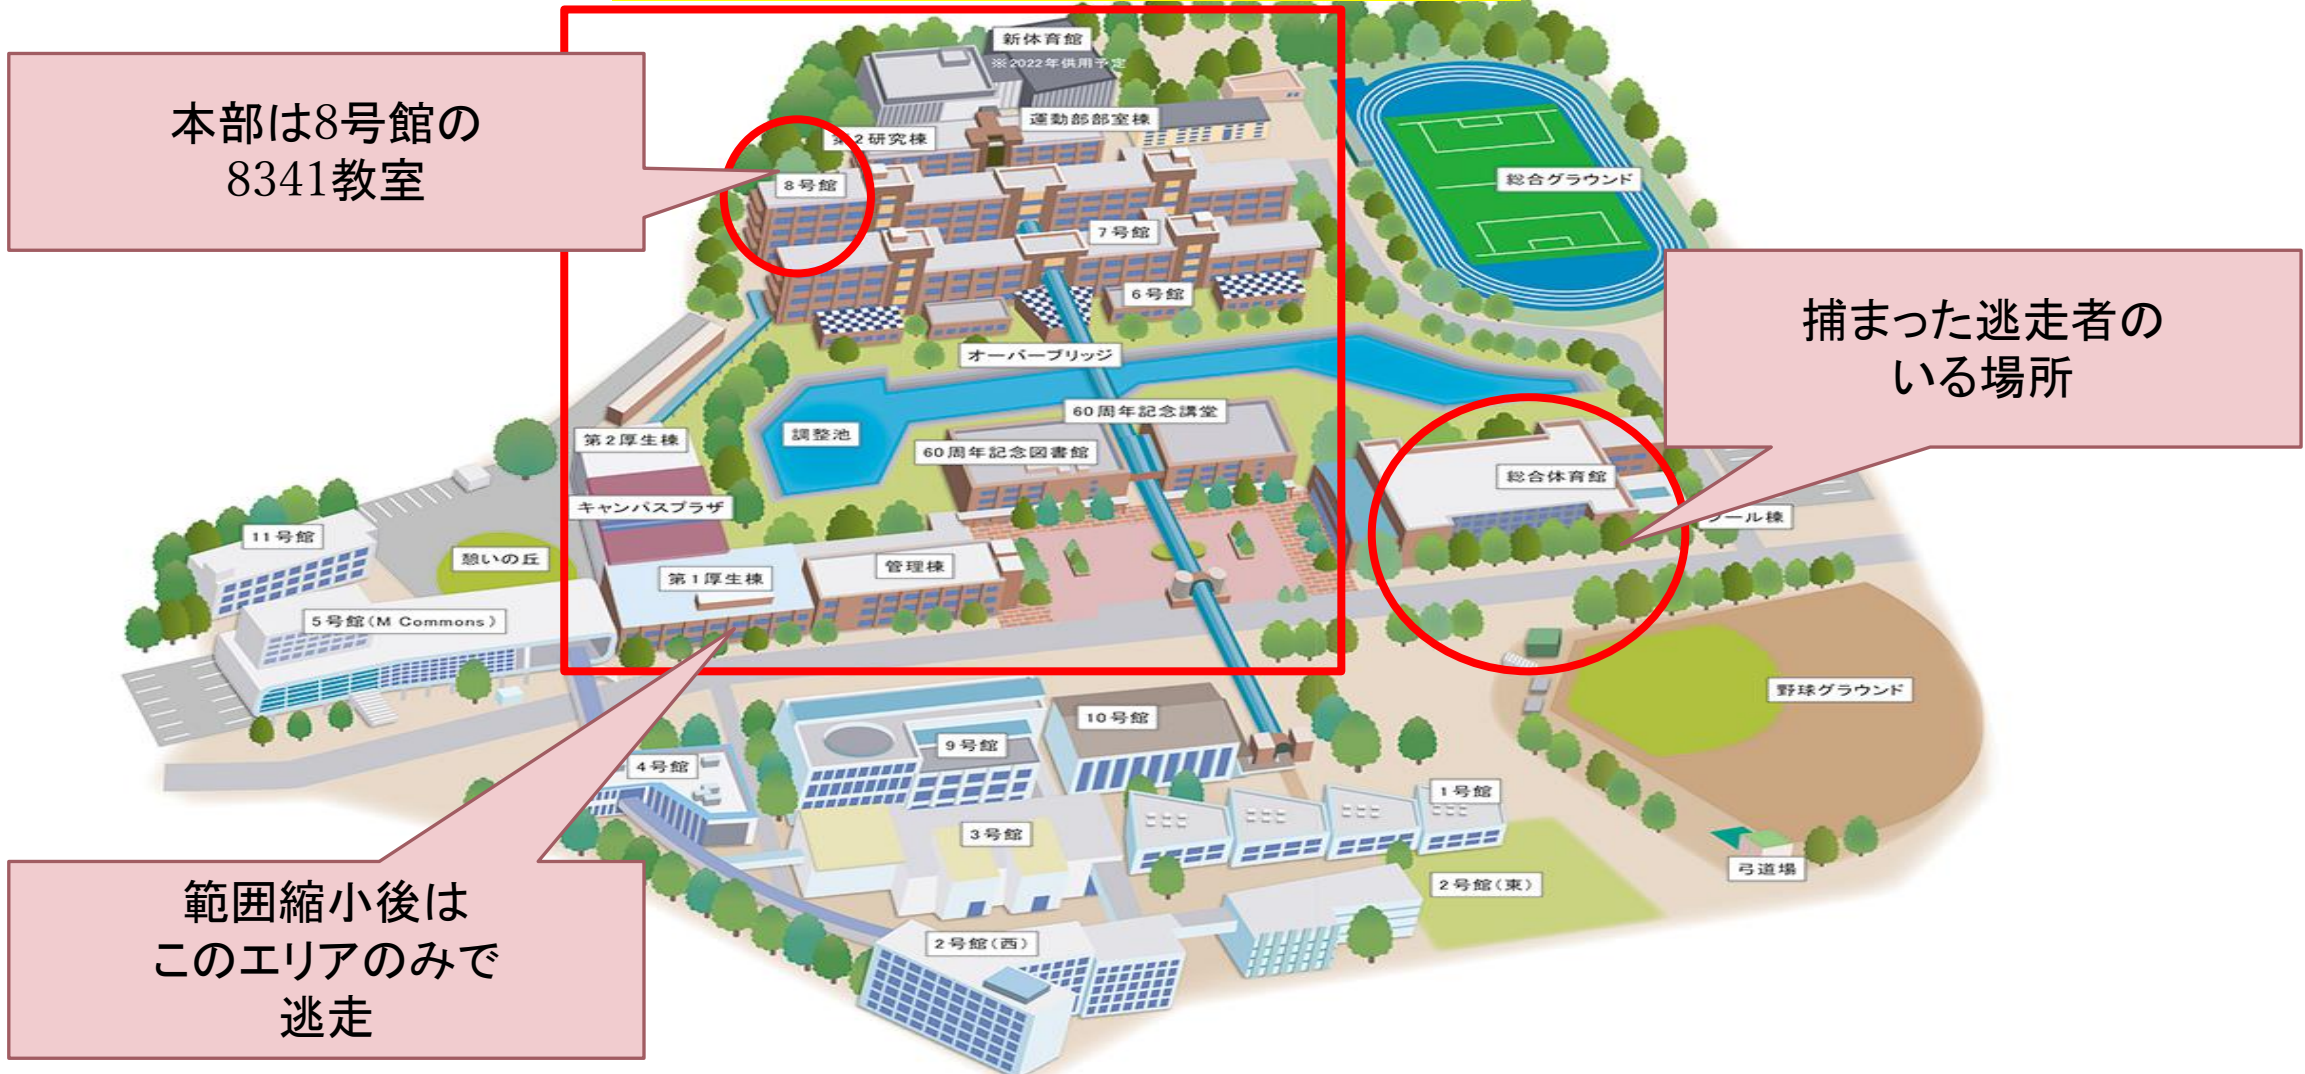 新体育館
※2022年供用予定
本部は8号館の
8341教室
運動部部室棟
第2研究棟
8号館
総合グラウンド
7号館
6号館
捕まった逃走者の
いる場所
オーバーブリッジ
60周年記念講堂
調整池
第2厚生棟
60周年記念図書館
総合体育館
キャンパスプラザ
プール棟
11号館
憩いの丘
管理棟
第1厚生棟
5号館(M Commons)
野球グラウンド
10号館
9号館
4号館
1号館
3号館
弓道場
2号館(東)
範囲縮小後は
このエリアのみで
逃走
2号館(西)